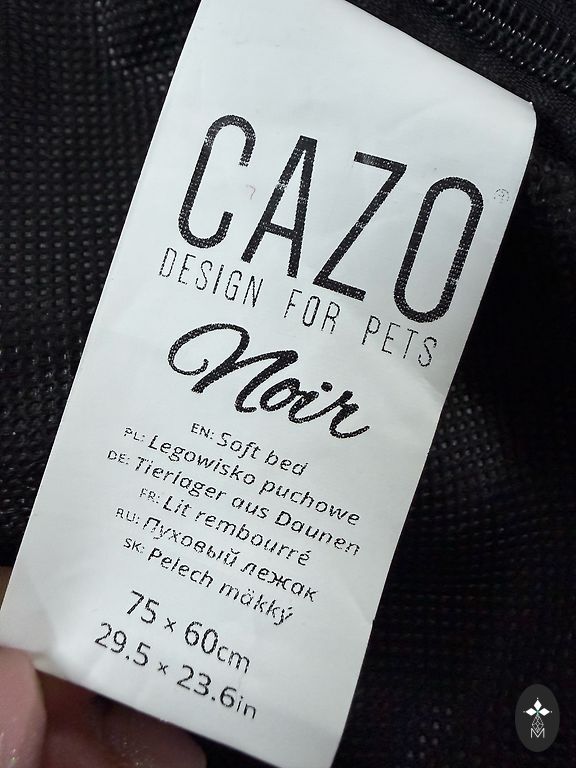 CAZO®
DESIGN FOR PETS
Noir
EN: Soft bed
PL: Legowisko puchowe
DE: Tierlager aus Daunen
FR: Lit rembourré
RU: Пуховый лежак
SK: Pelech mäkký
75 x 60cm
29.5 x 23.6in
M